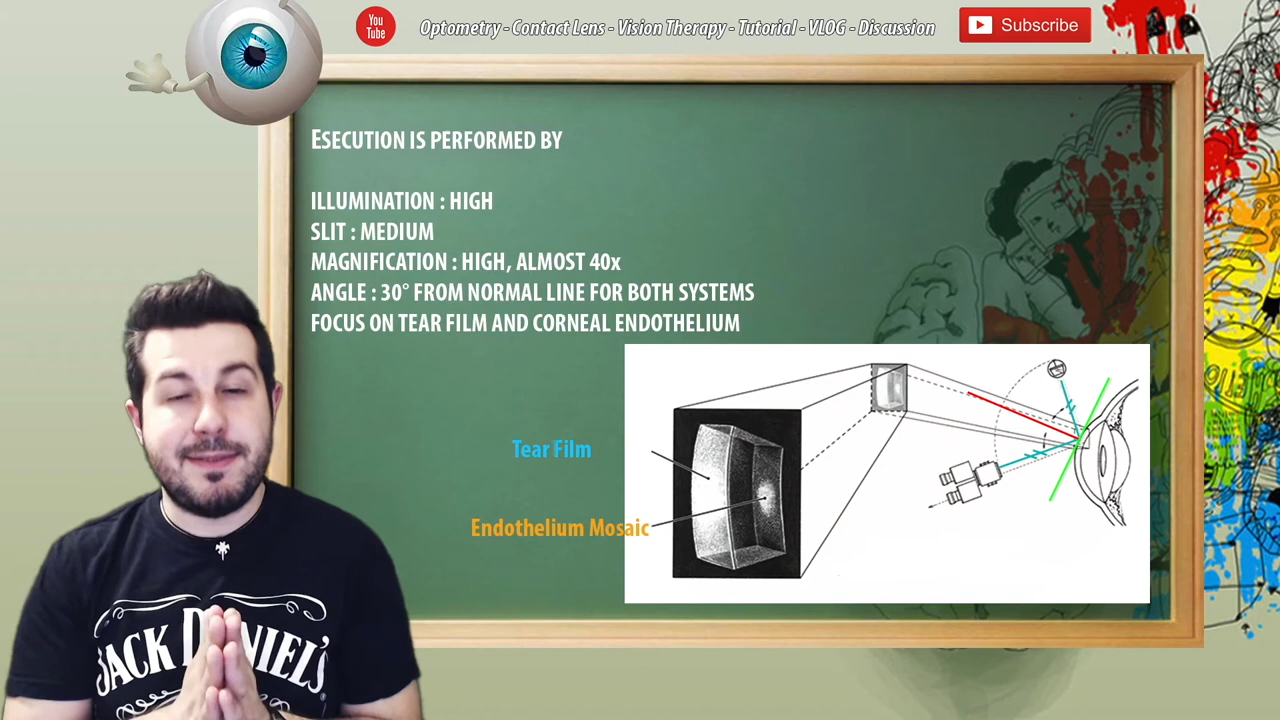 You
Tube
Optometry - Contact Lens - Vision Therapy - Tutorial - VLOG - Discussion
Subscribe
ESECUTION IS PERFORMED BY
ILLUMINATION : HIGH
SLIT : MEDIUM
MAGNIFICATION : HIGH, ALMOST 40x
ANGLE : 30° FROM NORMAL LINE FOR BOTH SYSTEMS
FOCUS ON TEAR FILM AND CORNEAL ENDOTHELIUM
Tear Film
Endothelium Mosaic
JACK DANIEL'S